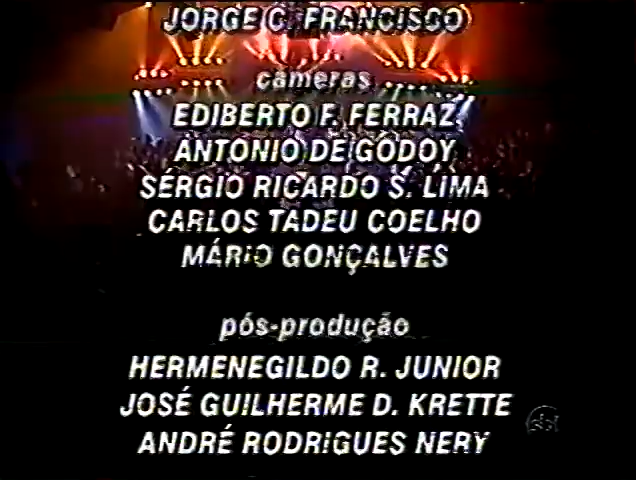 JORGE C. FRANCISCO
câmeras
EDIBERTO F. FERRAZ
ANTONIO DE GODOY
SÉRGIO RICARDO S. LIMA
CARLOS TADEU COELHO
MÁRIO GONÇALVES
pós-produção
HERMENEGILDO R. JUNIOR
JOSÉ GUILHERME D. KRETTE
ANDRÉ RODRIGUES NERY
sbt